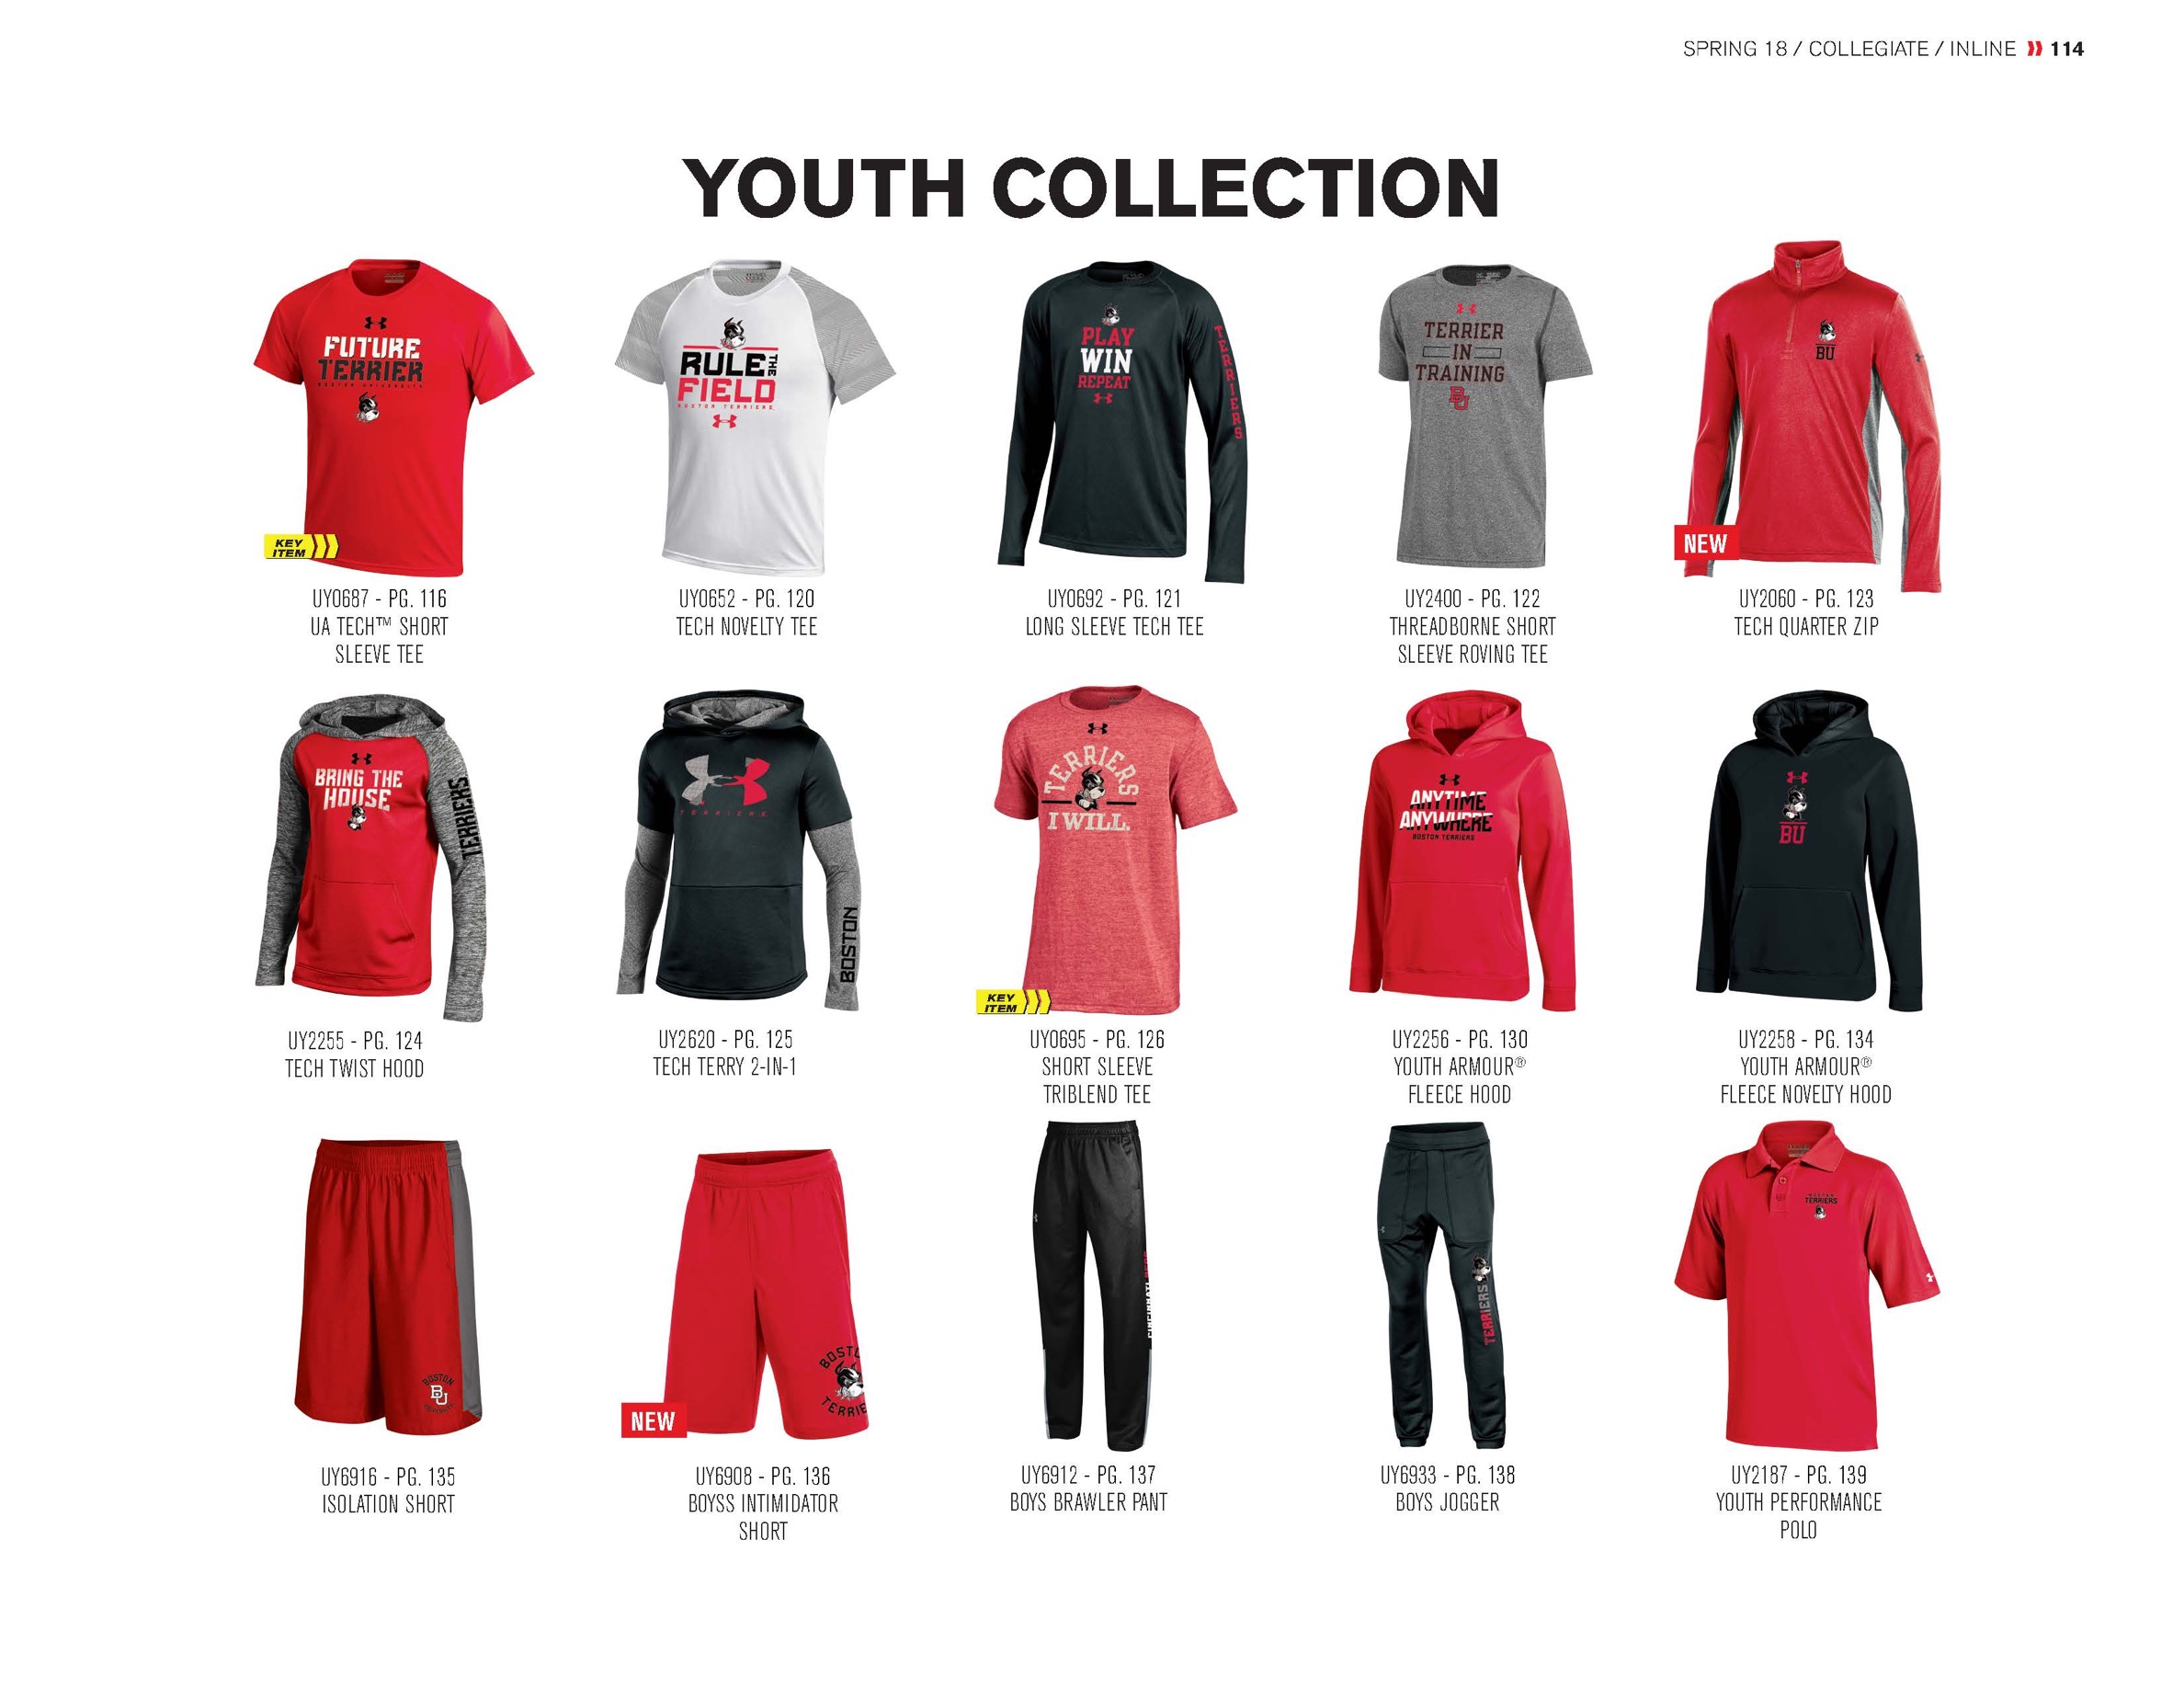 SPRING 18 / COLLEGIATE / INLINE 114
YOUTH COLLECTION
FUTURE
TERRIER
BOSTON UNIVERSITY
KEY
ITEM
UY0687 - PG. 116
UA TECH™ SHORT
SLEEVE TEE
RULE THE
FIELD
BOSTON TERRIERS
UY0652 - PG. 120
TECH NOVELTY TEE
PLAY
WIN
REPEAT
TERRIERS
UY0692 - PG. 121
LONG SLEEVE TECH TEE
TERRIER
IN
TRAINING
BU
UY2400 - PG. 122
THREADBORNE SHORT
SLEEVE ROVING TEE
BU
NEW
UY2060 - PG. 123
TECH QUARTER ZIP
BRING THE
HOUSE
TERRIERS
UY2255 - PG. 124
TECH TWIST HOOD
TERRIERS
BOSTON
UY2620 - PG. 125
TECH TERRY 2-IN-1
TERRIERS
I WILL.
KEY
ITEM
UY0695 - PG. 126
SHORT SLEEVE
TRIBLEND TEE
ANYTIME
ANYWHERE
BOSTON TERRIERS
UY2256 - PG. 130
YOUTH ARMOUR®
FLEECE HOOD
BU
UY2258 - PG. 134
YOUTH ARMOUR®
FLEECE NOVELTY HOOD
BOSTON
BU
UY6916 - PG. 135
ISOLATION SHORT
BOST
TERRIE
NEW
UY6908 - PG. 136
BOYSS INTIMIDATOR
SHORT
CINCINNATI
UY6912 - PG. 137
BOYS BRAWLER PANT
TERRIERS
UY6933 - PG. 138
BOYS JOGGER
BOSTON
TERRIERS
UY2187 - PG. 139
YOUTH PERFORMANCE
POLO